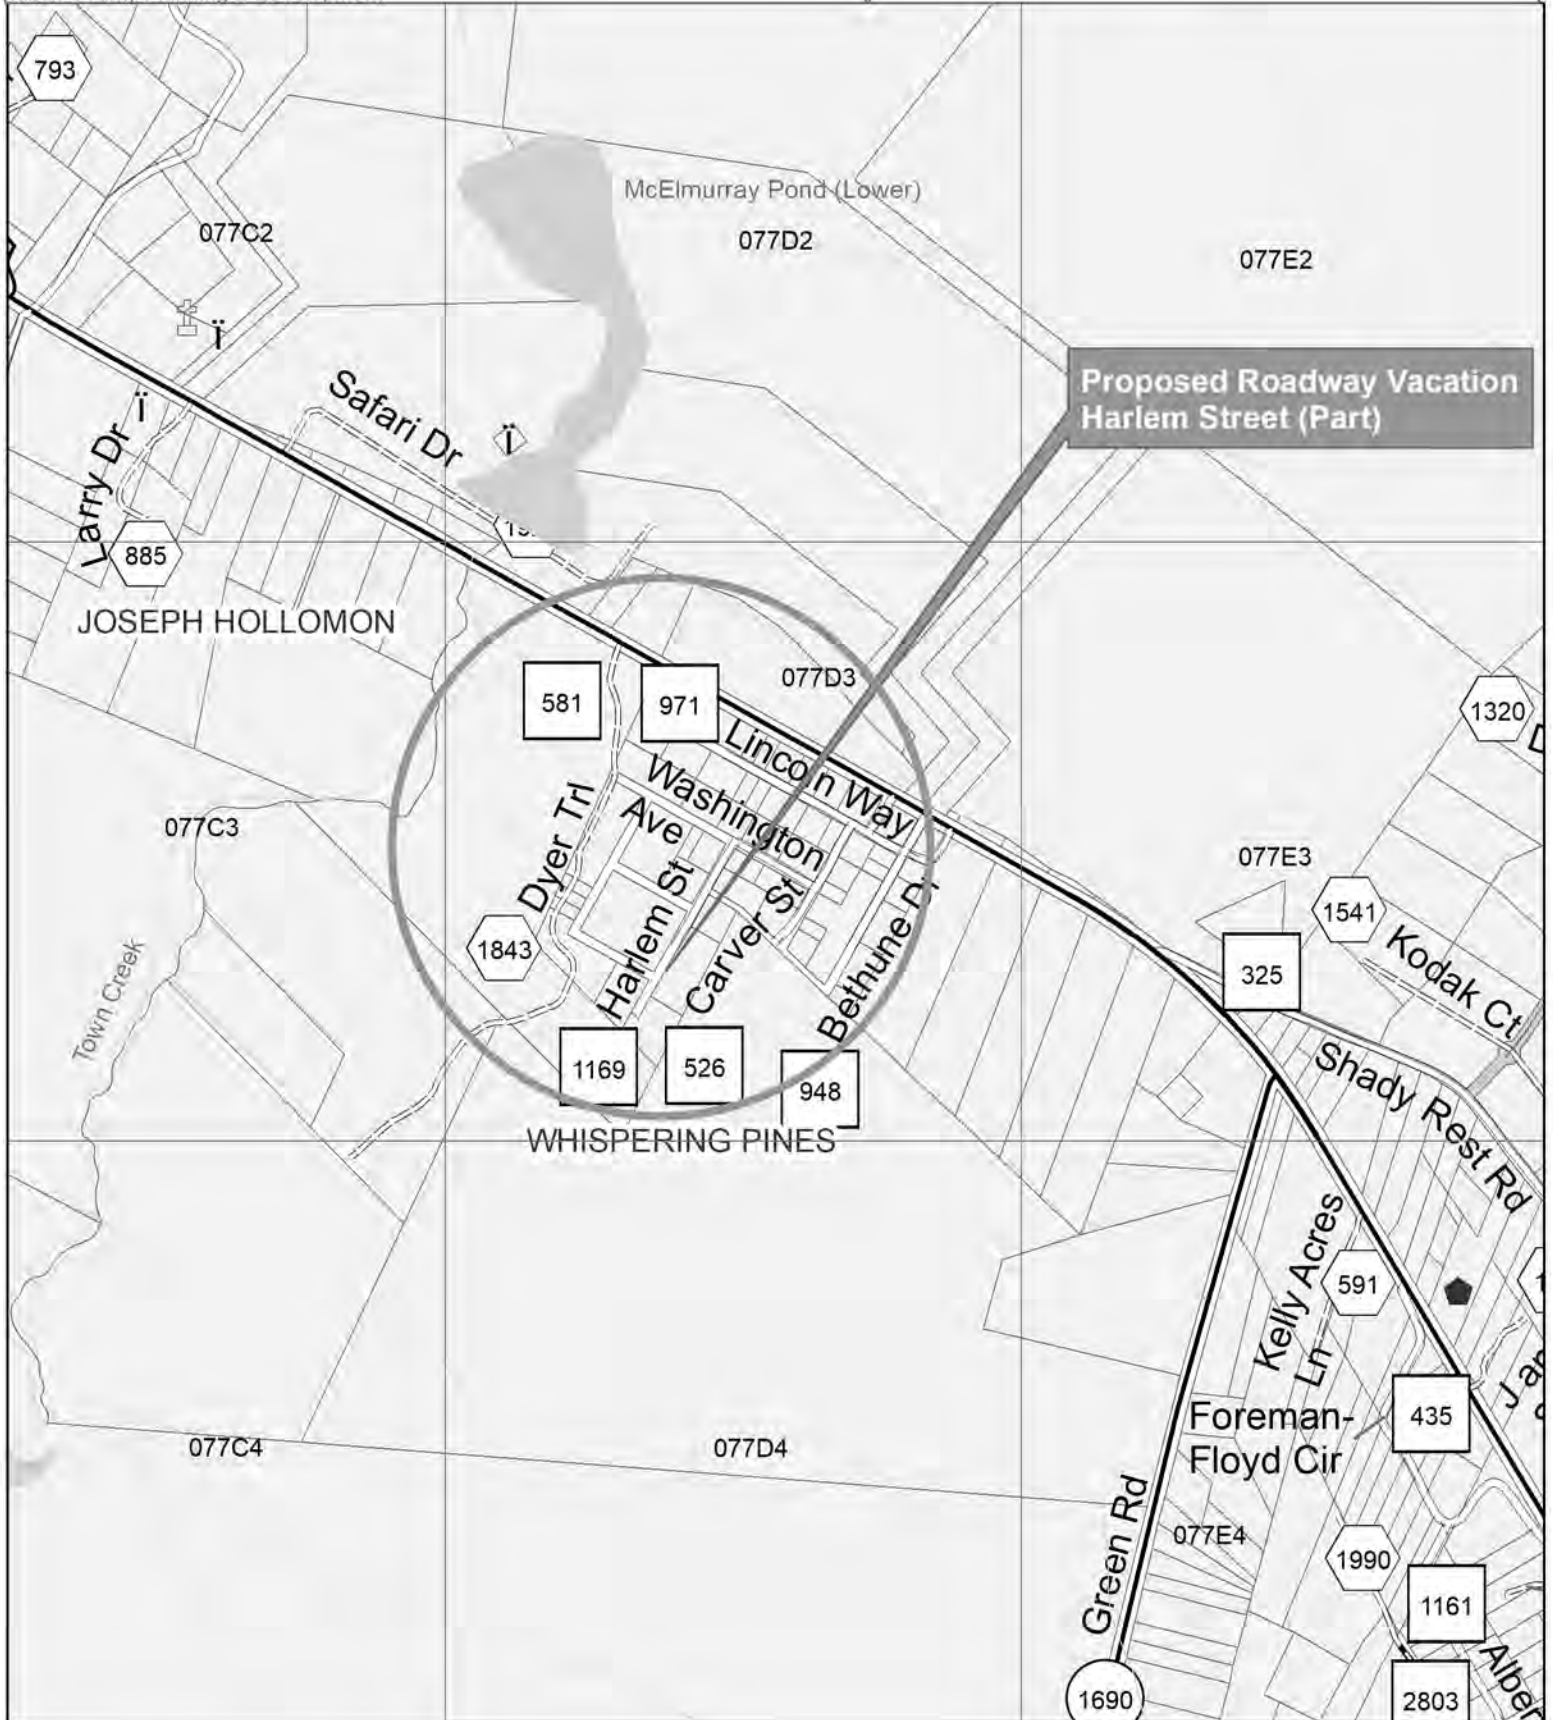 793
McElmurray Pond (Lower)
077C2
077D2
077E2
Proposed Roadway Vacation
Harlem Street (Part)
Safari Dr
Larry Dr
885
JOSEPH HOLLOMON
581
971
077D3
1320
Lincoln Way
Washington
Ave
Dyer Trl
077C3
077E3
1541
Harlem St
Carver St
Bethune Dr
1843
325
Kodak Ct
Town Creek
1169
526
948
Shady Rest Rd
WHISPERING PINES
Kelly Acres
Ln
591
435
Foreman-
Floyd Cir
077C4
077D4
Green Rd
077E4
1990
1161
1690
2803